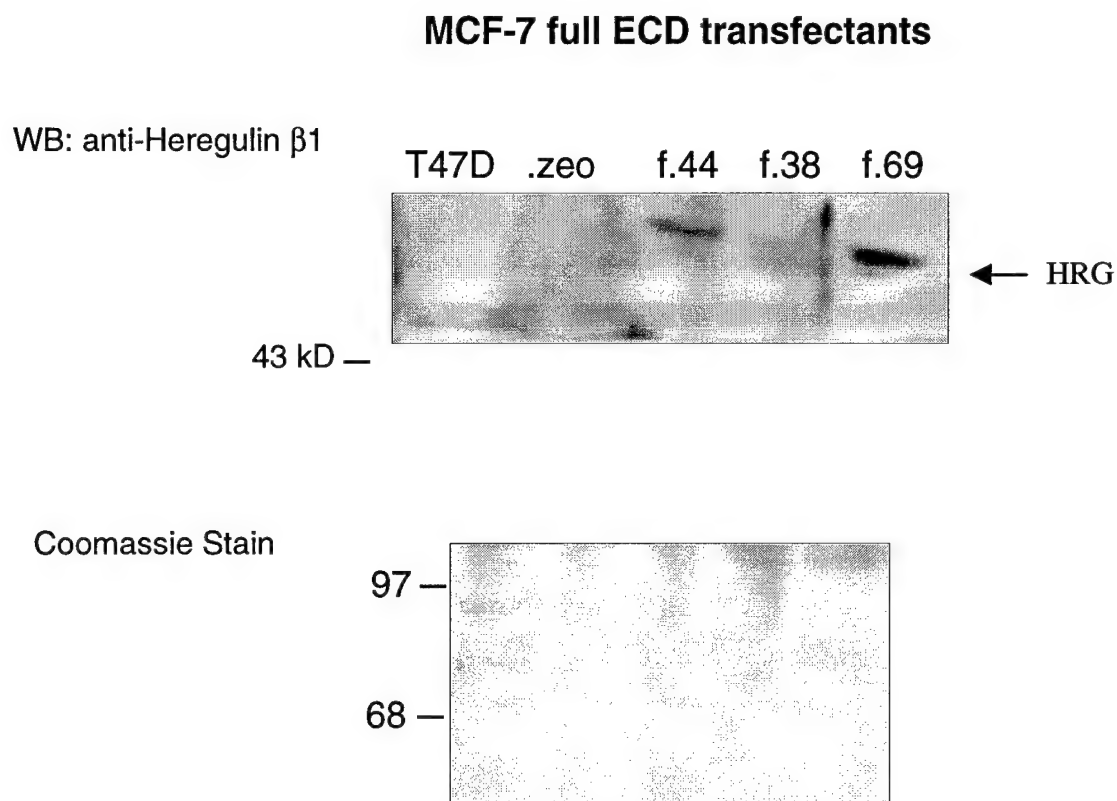 MCF-7 full ECD transfectants
WB: anti-Heregulin β1
T47D .zeo f.44 f.38 f.69
HRG
43 kD
Coomassie Stain
97
68